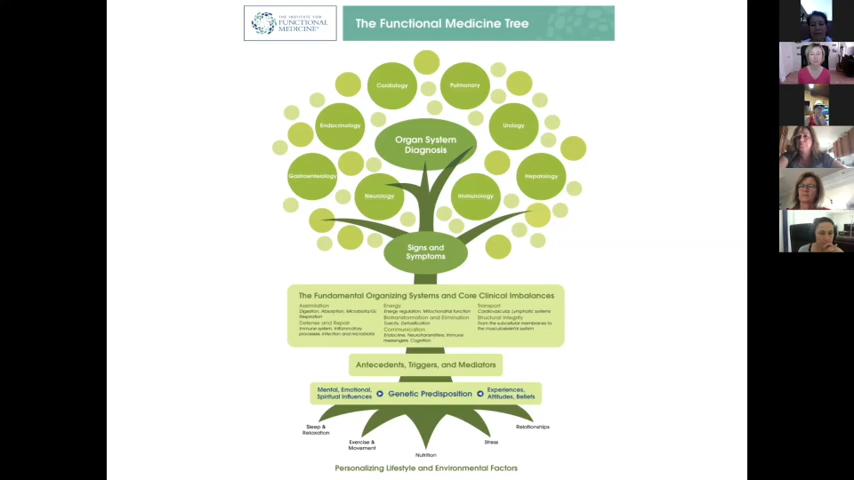 THE INSTITUTE FOR
FUNCTIONAL
MEDICINE®
The Functional Medicine Tree
Cardiology
Pulmonary
Endocrinology
Urology
Organ System
Diagnosis
Gastroenterology
Hepatology
Neurology
Immunology
Signs and
Symptoms
The Fundamental Organizing Systems and Core Clinical Imbalances
Assimilation
Digestion, Absorption, Microbiota/GI,
Respiration
Defense and Repair
Immune system, Inflammatory
processes, Infection and microbiota
Energy
Energy regulation, Mitochondrial function
Biotransformation and Elimination
Toxicity, Detoxification
Communication
Endocrine, Neurotransmitters, Immune
messengers, Cognition
Transport
Cardiovascular, Lymphatic systems
Structural Integrity
From the subcellular membranes to
the musculoskeletal system
Antecedents, Triggers, and Mediators
Mental, Emotional,
Spiritual Influences
Genetic Predisposition
Experiences,
Attitudes, Beliefs
Sleep &
Relaxation
Exercise &
Movement
Nutrition
Stress
Relationships
Personalizing Lifestyle and Environmental Factors